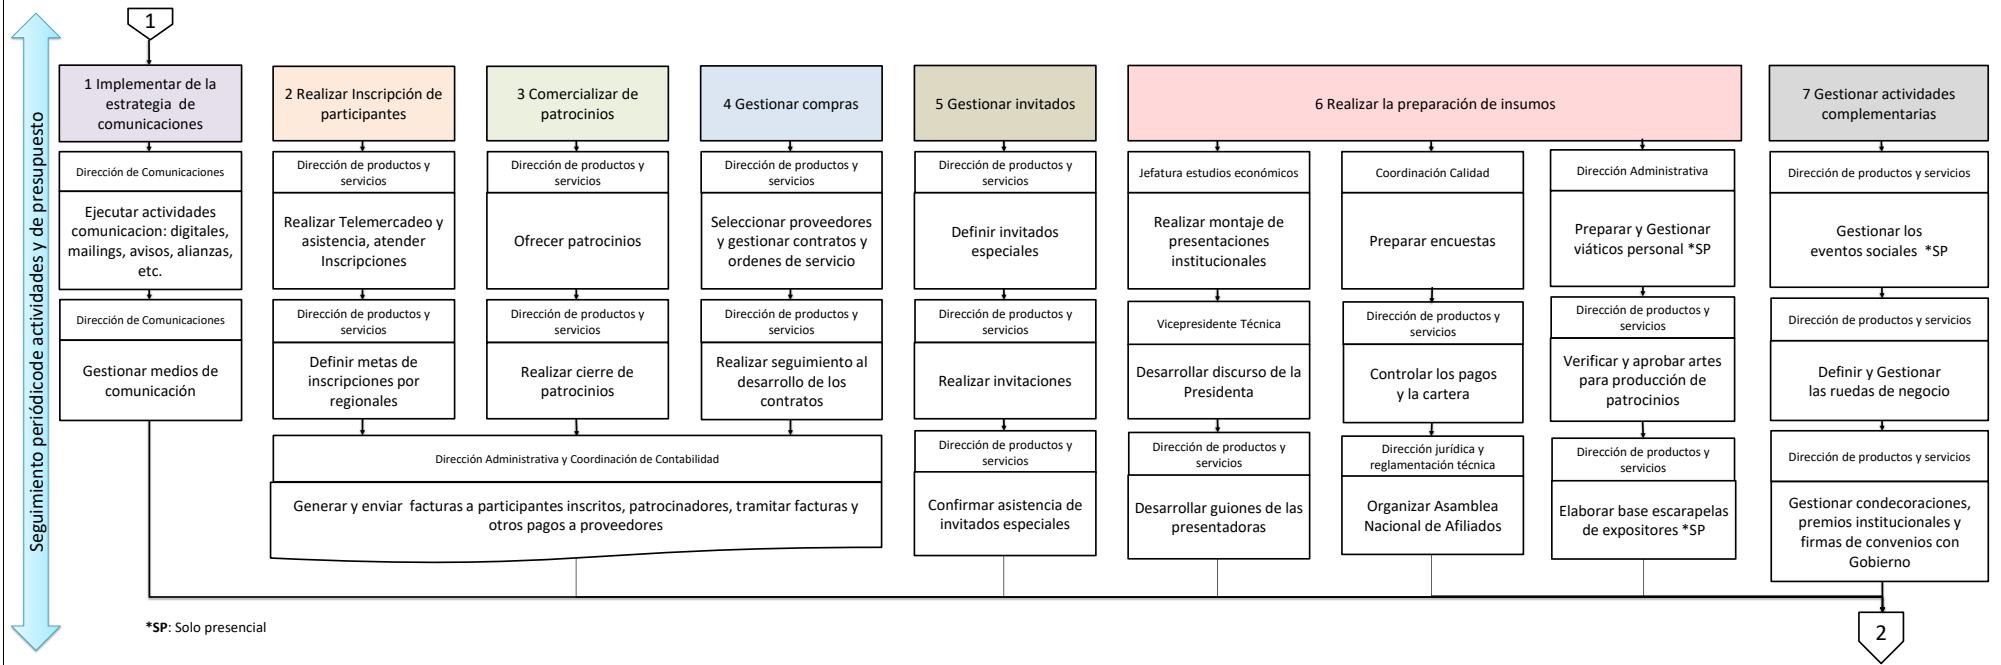 Seguimiento periódicode actividades y de presupuesto
1
1 Implementar de la
estrategia de
comunicaciones
Dirección de Comunicaciones
Ejecutar actividades
comunicacion: digitales,
mailings, avisos, alianzas,
etc.
Dirección de Comunicaciones
Gestionar medios de
comunicación
2 Realizar Inscripción de
participantes
Dirección de productos y
servicios
Realizar Telemercadeo y
asistencia, atender
Inscripciones
Dirección de productos y
servicios
Definir metas de
inscripciones por
regionales
3 Comercializar de
patrocinios
Dirección de productos y
servicios
Ofrecer patrocinios
Dirección de productos y
servicios
Realizar cierre de
patrocinios
4 Gestionar compras
Dirección de productos y
servicios
Seleccionar proveedores
y gestionar contratos y
ordenes de servicio
Dirección de productos y
servicios
Realizar seguimiento al
desarrollo de los
contratos
Dirección Administrativa y Coordinación de Contabilidad
Generar y enviar facturas a participantes inscritos, patrocinadores, tramitar facturas y
otros pagos a proveedores
5 Gestionar invitados
Dirección de productos y
servicios
Definir invitados
especiales
Dirección de productos y
servicios
Realizar invitaciones
Dirección de productos y
servicios
Confirmar asistencia de
invitados especiales
6 Realizar la preparación de insumos
Jefatura estudios económicos
Realizar montaje de
presentaciones
institucionales
Vicepresidente Técnica
Desarrollar discurso de la
Presidenta
Dirección de productos y
servicios
Desarrollar guiones de las
presentadoras
Coordinación Calidad
Preparar encuestas
Dirección de productos y
servicios
Controlar los pagos
y la cartera
Dirección jurídica y
reglamentación técnica
Organizar Asamblea
Nacional de Afiliados
Dirección Administrativa
Preparar y Gestionar
viáticos personal *SP
Dirección de productos y
servicios
Verificar y aprobar artes
para producción de
patrocinios
Dirección de productos y
servicios
Elaborar base escarapelas
de expositores *SP
7 Gestionar actividades
complementarias
Dirección de productos y servicios
Gestionar los
eventos sociales *SP
Dirección de productos y servicios
Definir y Gestionar
las ruedas de negocio
Dirección de productos y servicios
Gestionar condecoraciones,
premios institucionales y
firmas de convenios con
Gobierno
*SP: Solo presencial
2